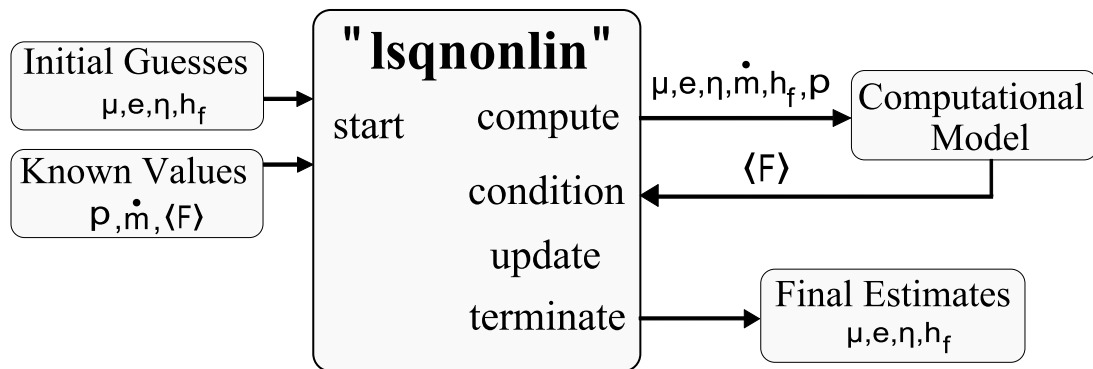 Initial Guesses
μ,e,η,h_f
Known Values
p,ṁ,⟨F⟩
"lsqnonlin"
start
compute
condition
update
terminate
μ,e,η,ṁ,h_f,p
⟨F⟩
Computational
Model
Final Estimates
μ,e,η,h_f